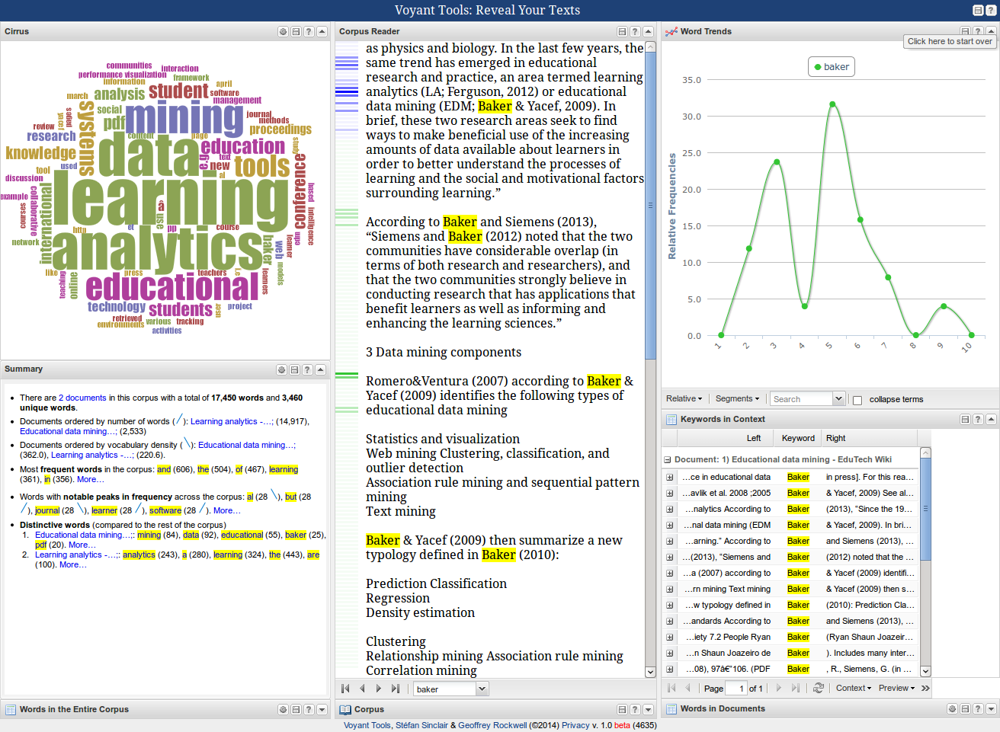 Voyant Tools: Reveal Your Texts
Cirrus
communities
interaction
performance visualization
framework
information
april
analysis
student
software
march
management
systems
social
mining
journal
pages
pdf
methods
review
content
page
proceedings
research
data
education
study
knowledge
e.g
text
new
tools
used
tool
al
conference
discussion
learning
based
example
collaborative
international
â
use
intelligence
courses
http
et
pp
course
network
analytics
baker
web
learner
like
press
teachers
i.e
models
teaching
online
educational
learners
technology
students
user
project
retrieved
various
tracking
environments
activities
Summary
There are 2 documents in this corpus with a total of 17,450 words and 3,460
unique words.
Documents ordered by number of words ( ): Learning analytics -…; (14,917),
Educational data mining…; (2,533)
Documents ordered by vocabulary density ( ): Educational data mining…;
(362.0), Learning analytics -…; (220.6).
Most frequent words in the corpus: and (606), the (504), of (467), learning
(361), in (356). More…
Words with notable peaks in frequency across the corpus: al (28 ), but (28
), journal (28 ), learner (28 ), software (28 ). More…
Distinctive words (compared to the rest of the corpus)
1. Educational data mining…;: mining (84), data (92), educational (55), baker (25),
pdf (20). More…
2. Learning analytics -…;: analytics (243), a (280), learning (324), the (443), are
(100). More…
Words in the Entire Corpus
Corpus Reader
as physics and biology. In the last few years, the
same trend has emerged in educational
research and practice, an area termed learning
analytics (LA; Ferguson, 2012) or educational
data mining (EDM; Baker & Yacef, 2009). In
brief, these two research areas seek to find
ways to make beneficial use of the increasing
amounts of data available about learners in
order to better understand the processes of
learning and the social and motivational factors
surrounding learning.”
According to Baker and Siemens (2013),
“Siemens and Baker (2012) noted that the two
communities have considerable overlap (in
terms of both research and researchers), and
that the two communities strongly believe in
conducting research that has applications that
benefit learners as well as informing and
enhancing the learning sciences.”
3 Data mining components
Romero&Ventura (2007) according to Baker &
Yacef (2009) identifies the following types of
educational data mining
Statistics and visualization
Web mining Clustering, classification, and
outlier detection
Association rule mining and sequential pattern
mining
Text mining
Baker & Yacef (2009) then summarize a new
typology defined in Baker (2010):
Prediction Classification
Regression
Density estimation
Clustering
Relationship mining Association rule mining
Correlation mining
baker
Corpus
Word Trends
Click here to start over
baker
35.0
30.0
25.0
20.0
15.0
10.0
5.0
0.0
Relative Frequencies
1 2 3 4 5 6 7 8 9 10
Relative Segments Search collapse terms
Keywords in Context
Left Keyword Right
Document: 1) Educational data mining - EduTech Wiki
…ce in educational data Baker in press]. For this rea…
…avlik et al. 2008 ;2005 Baker & Yacef, 2009) See al…
…nalytics According to Baker (2013), “Since the 19…
…nal data mining (EDM Baker & Yacef, 2009). In bri…
…arning.” According to Baker and Siemens (2013), …
…(2013), “Siemens and Baker (2012) noted that the …
…a (2007) according to Baker & Yacef (2009) identifi…
…rn mining Text mining Baker & Yacef (2009) then s…
…w typology defined in Baker (2010): Prediction Cla…
…andards According to Baker and Siemens (2013), …
…iety 7.2 People Ryan Baker (Ryan Shaun Joazeir…
…n Shaun Joazeiro de Baker ). Includes many inter…
…08), 97â€“106. (PDF Baker , R., Siemens, G. (in …
Page 1 of 1 Context Preview
Words in Documents
Voyant Tools, Stéfan Sinclair & Geoffrey Rockwell (©2014) Privacy v. 1.0 beta (4635)